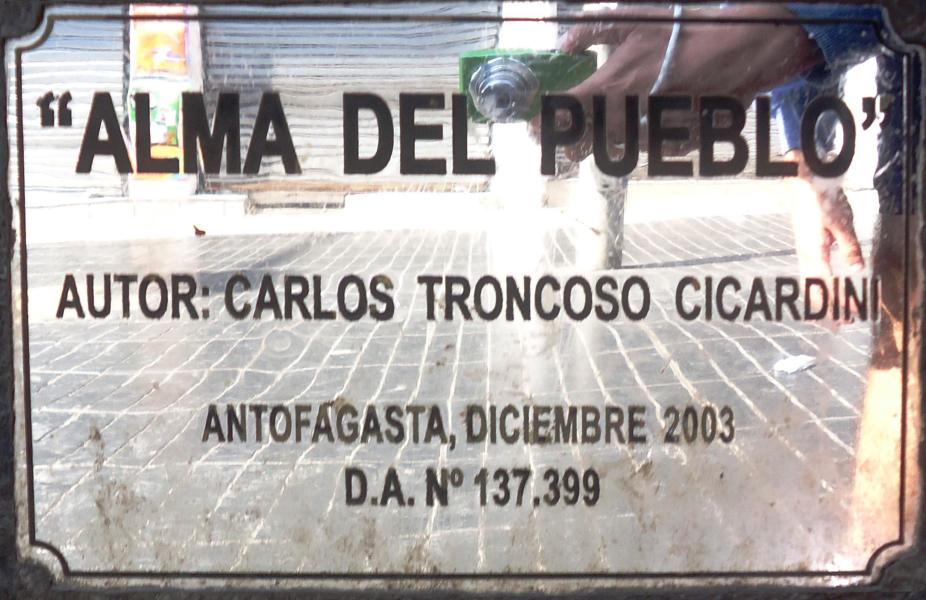 “ALMA DEL PUEBLO”
AUTOR: CARLOS TRONCOSO CICARDINI
ANTOFAGASTA, DICIEMBRE 2003
D.A. Nº 137.399